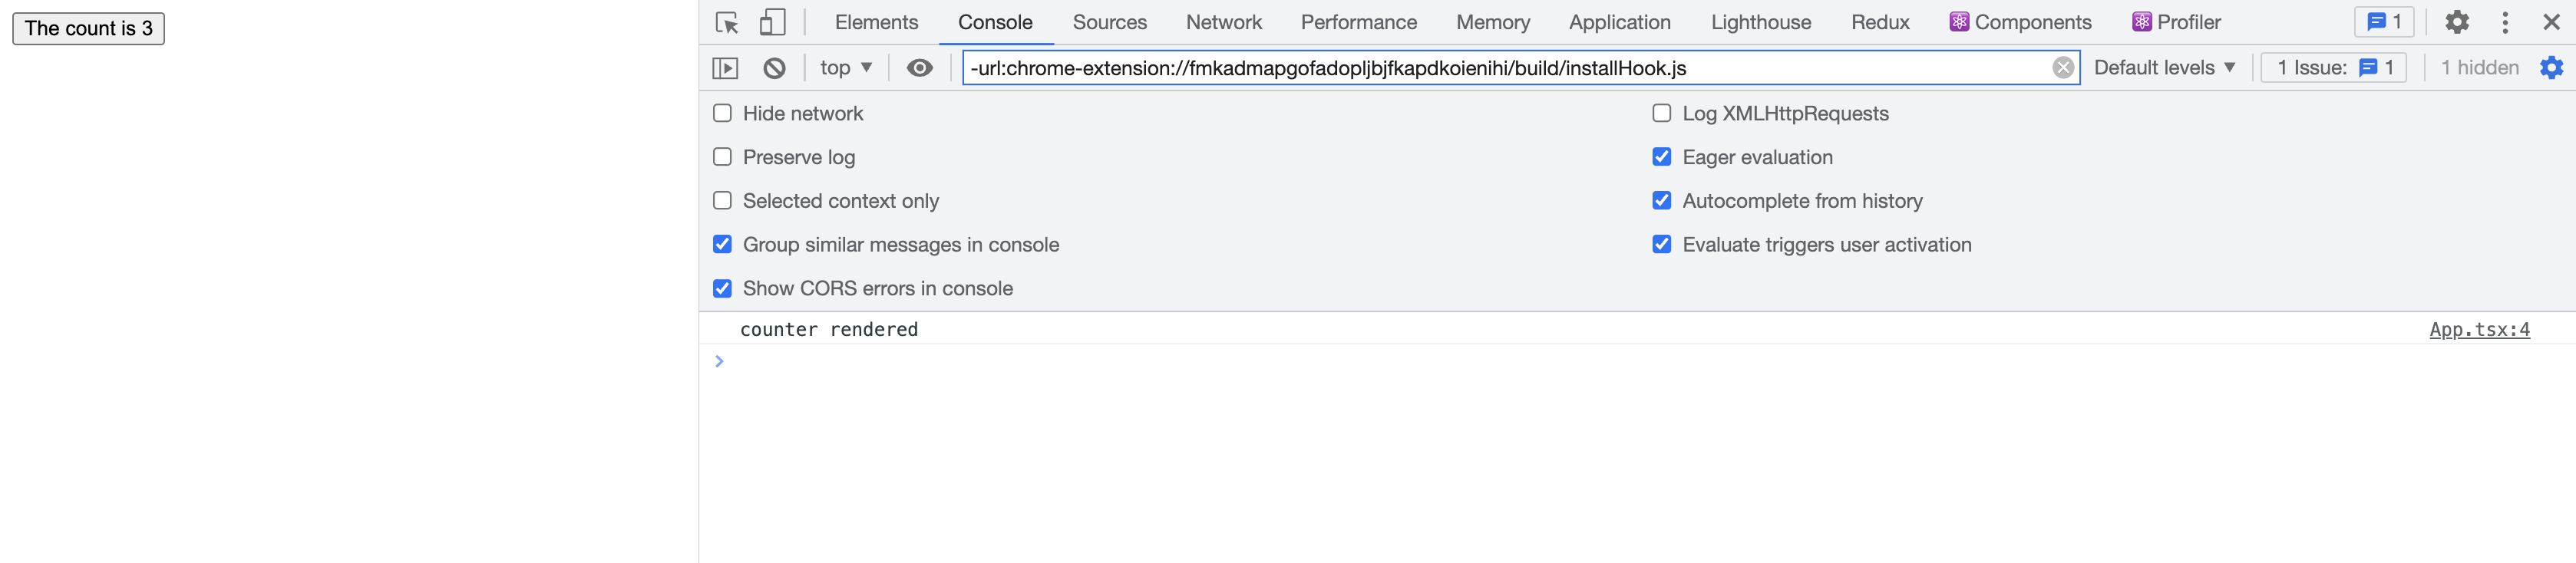 The count is 3
Elements Console Sources Network Performance Memory Application Lighthouse Redux Components Profiler 1
top -url:chrome-extension://fmkadmapgofadopljbjfkapdkoienihi/build/installHook.js Default levels 1 Issue: 1 1 hidden
Hide network Log XMLHttpRequests
Preserve log Eager evaluation
Selected context only Autocomplete from history
Group similar messages in console Evaluate triggers user activation
Show CORS errors in console
counter rendered App.tsx:4